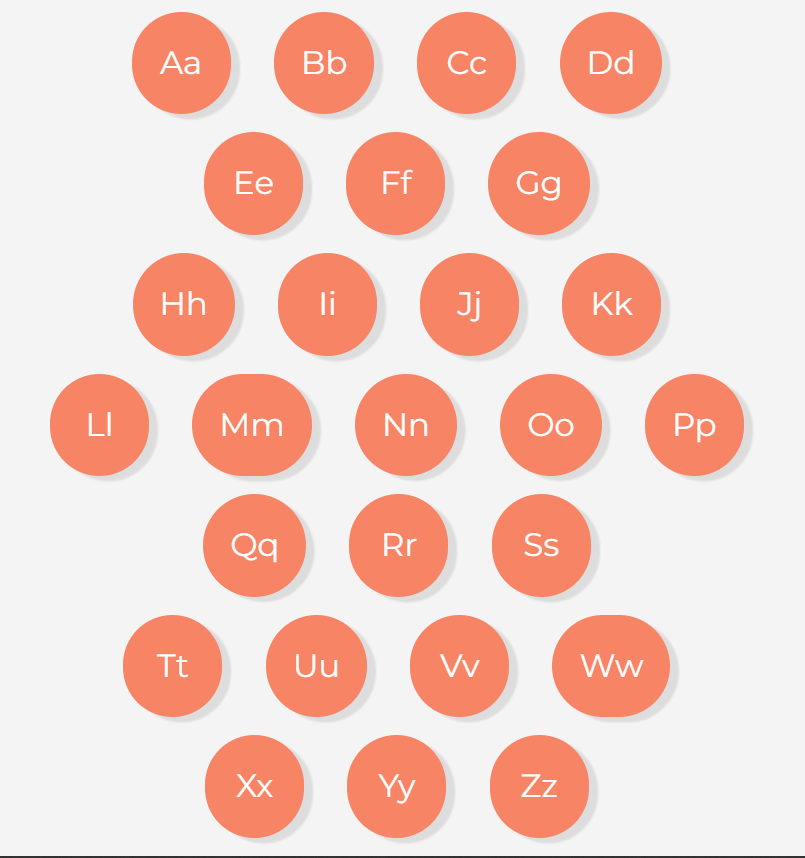 Aa Bb Cc Dd
Ee Ff Gg
Hh Ii Jj Kk
Ll Mm Nn Oo Pp
Qq Rr Ss
Tt Uu Vv Ww
Xx Yy Zz